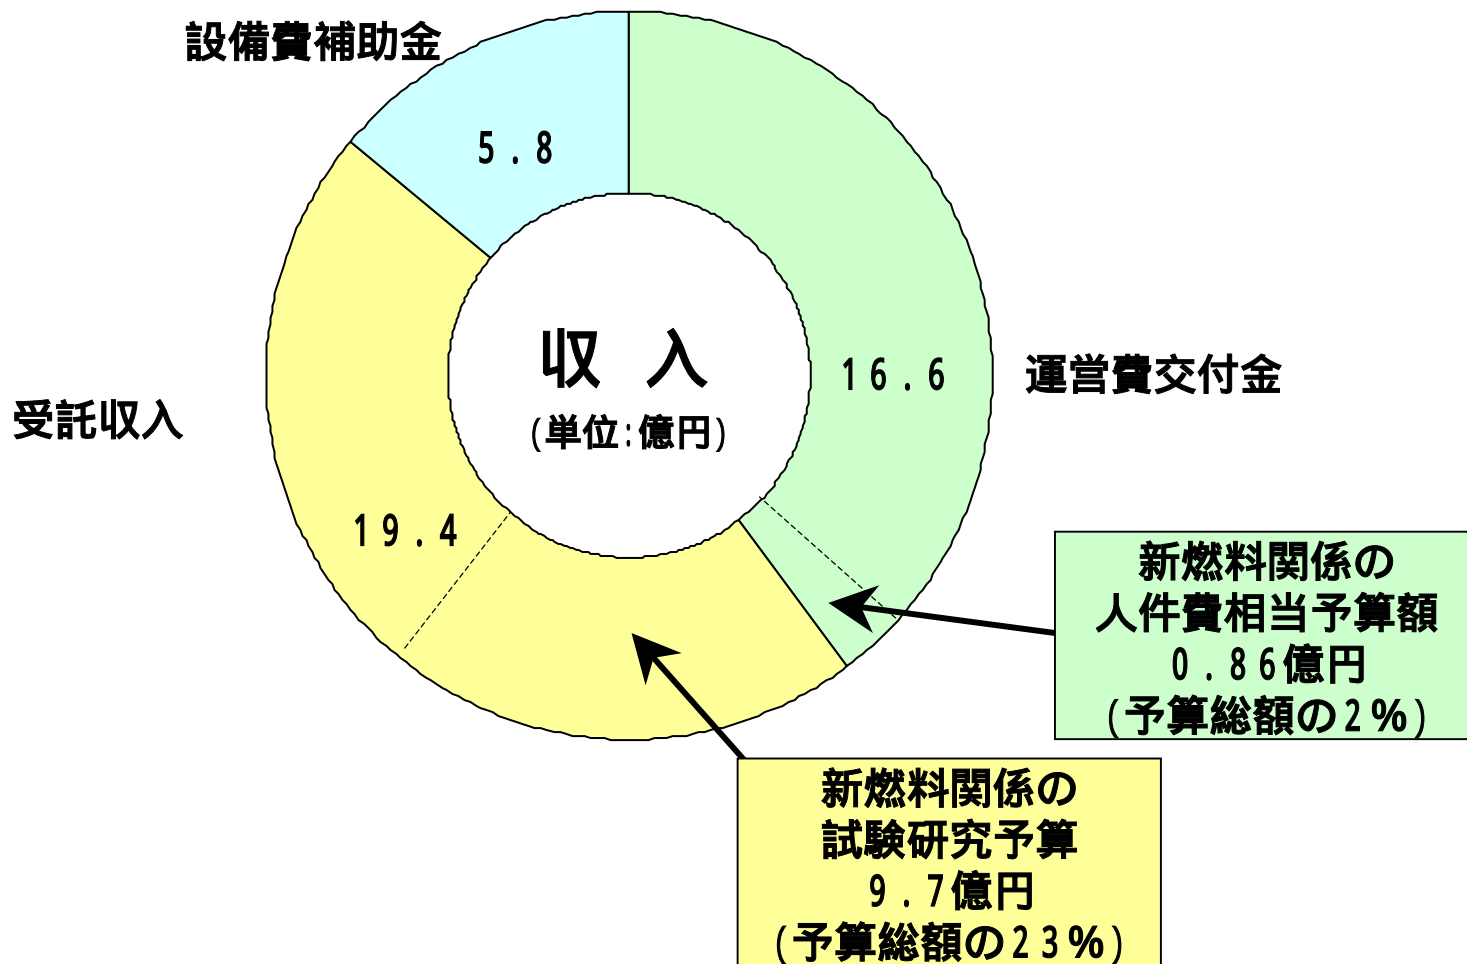 設備費補助金
5.8
収 入
(単位:億円)
16.6
運営費交付金
受託収入
19.4
新燃料関係の
人件費相当予算額
0.86億円
(予算総額の2%)
新燃料関係の
試験研究予算
9.7億円
(予算総額の23%)